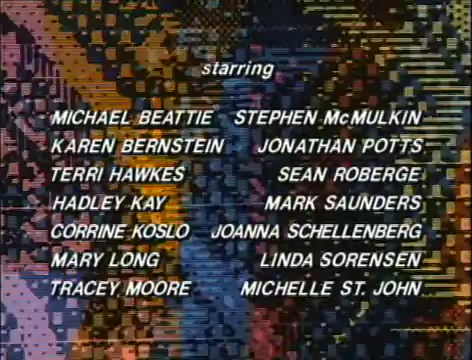 starring
MICHAEL BEATTIE STEPHEN McMULKIN
KAREN BERNSTEIN JONATHAN POTTS
TERRI HAWKES SEAN ROBERGE
HADLEY KAY MARK SAUNDERS
CORRINE KOSLO JOANNA SCHELLENBERG
MARY LONG LINDA SORENSEN
TRACEY MOORE MICHELLE ST. JOHN